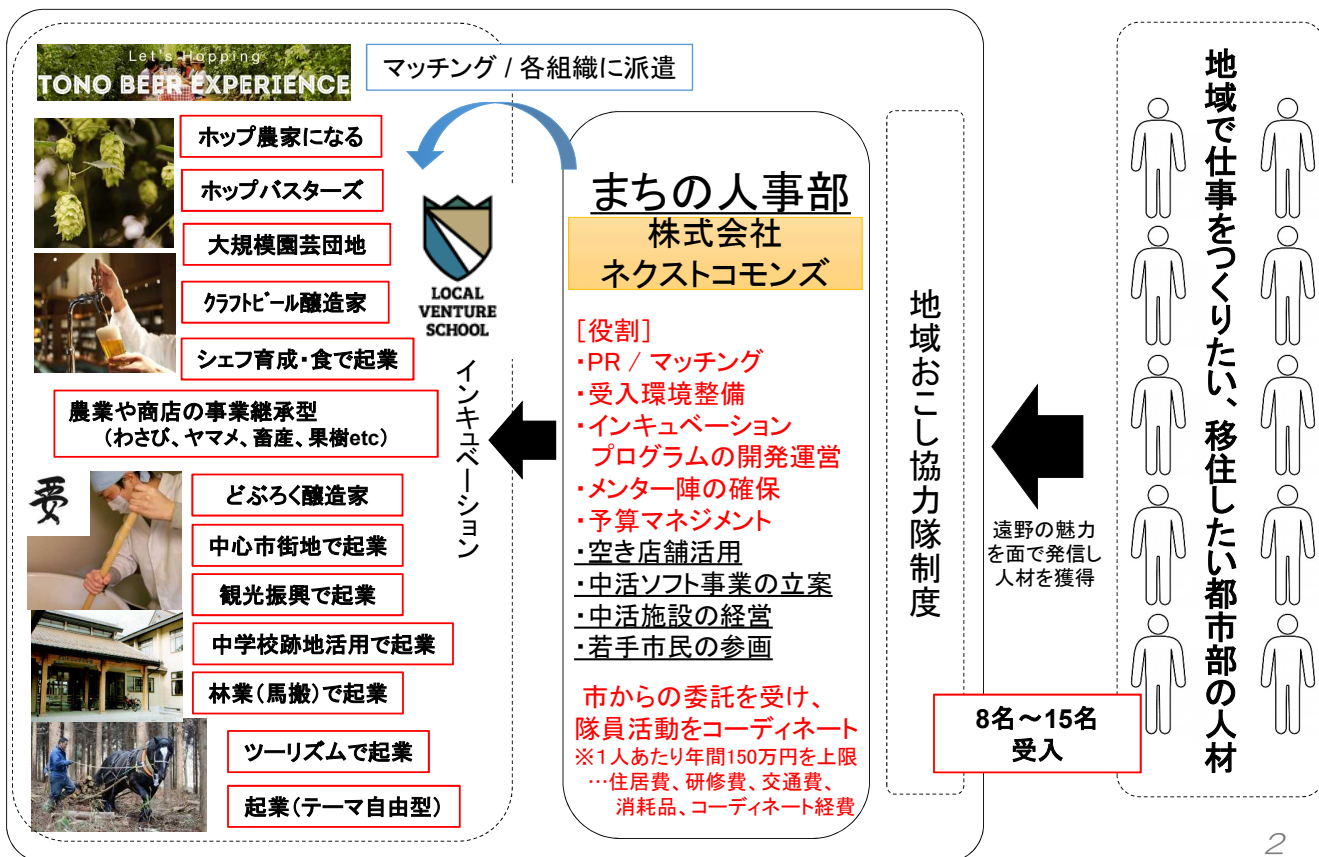 Let's Hopping
TONO BEER EXPERIENCE
マッチング / 各組織に派遣
ホップ農家になる
ホップバスターズ
大規模園芸団地
クラフトビール醸造家
シェフ育成・食で起業
農業や商店の事業継承型
（わさび、ヤマメ、畜産、果樹etc）
要
どぶろく醸造家
中心市街地で起業
観光振興で起業
中学校跡地活用で起業
林業（馬搬）で起業
ツーリズムで起業
起業（テーマ自由型）
LOCAL
VENTURE
SCHOOL
インキュベーション
まちの人事部
株式会社
ネクストコモンズ
［役割］
・PR / マッチング
・受入環境整備
・インキュベーション
プログラムの開発運営
・メンター陣の確保
・予算マネジメント
・空き店舗活用
・中活ソフト事業の立案
・中活施設の経営
・若手市民の参画
市からの委託を受け、
隊員活動をコーディネート
※１人あたり年間150万円を上限
…住居費、研修費、交通費、
消耗品、コーディネート経費
地域おこし協力隊制度
遠野の魅力
を面で発信し
人材を獲得
8名～15名
受入
地域で仕事をつくりたい、移住したい都市部の人材
2